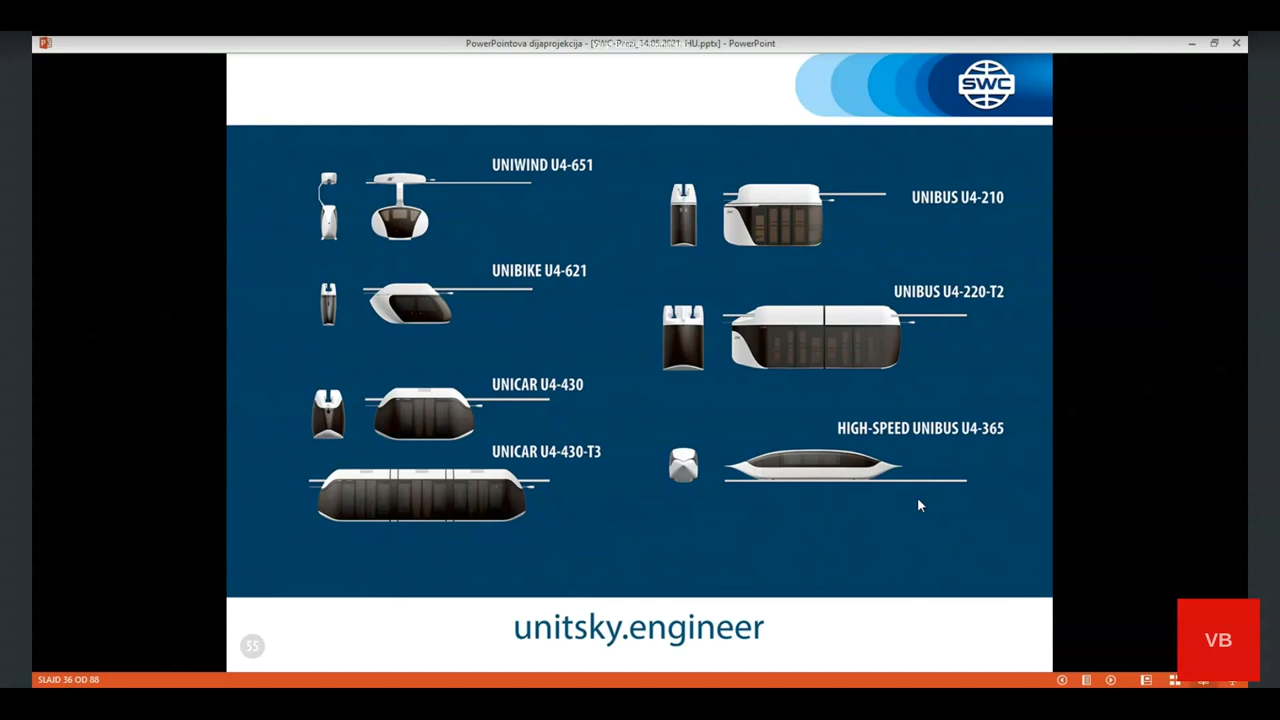 PowerPointova dijaprojekcija - [SWC-Prezi_14.05.2021_HU.pptx] - PowerPoint
SWC
UNIWIND U4-651
UNIBIKE U4-621
UNICAR U4-430
UNICAR U4-430-T3
UNIBUS U4-210
UNIBUS U4-220-T2
HIGH-SPEED UNIBUS U4-365
unitsky.engineer
55
VB
SLAJD 36 OD 88